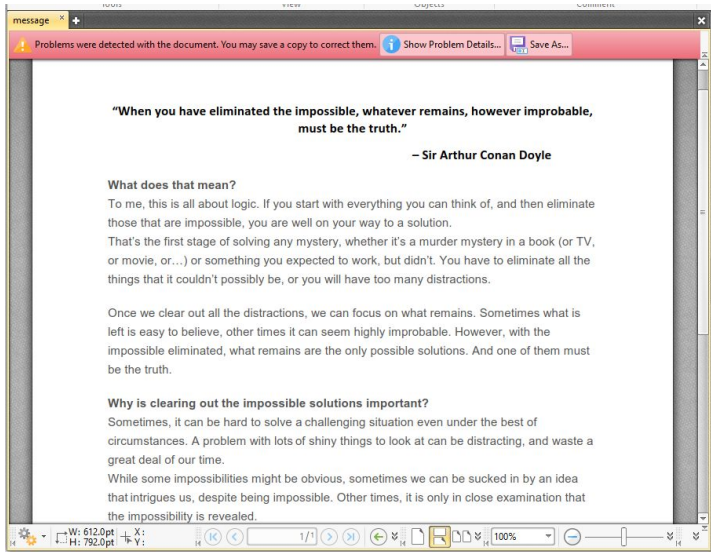 Tools View Objects Comment
message × +
Problems were detected with the document. You may save a copy to correct them. Show Problem Details... Save As...
“When you have eliminated the impossible, whatever remains, however improbable,
must be the truth.”
– Sir Arthur Conan Doyle
What does that mean?
To me, this is all about logic. If you start with everything you can think of, and then eliminate
those that are impossible, you are well on your way to a solution.
That’s the first stage of solving any mystery, whether it’s a murder mystery in a book (or TV,
or movie, or…) or something you expected to work, but didn’t. You have to eliminate all the
things that it couldn’t possibly be, or you will have too many distractions.
Once we clear out all the distractions, we can focus on what remains. Sometimes what is
left is easy to believe, other times it can seem highly improbable. However, with the
impossible eliminated, what remains are the only possible solutions. And one of them must
be the truth.
Why is clearing out the impossible solutions important?
Sometimes, it can be hard to solve a challenging situation even under the best of
circumstances. A problem with lots of shiny things to look at can be distracting, and waste a
great deal of our time.
While some impossibilities might be obvious, sometimes we can be sucked in by an idea
that intrigues us, despite being impossible. Other times, it is only in close examination that
the impossibility is revealed.
W: 612.0pt X:
H: 792.0pt Y:
1/1
100%